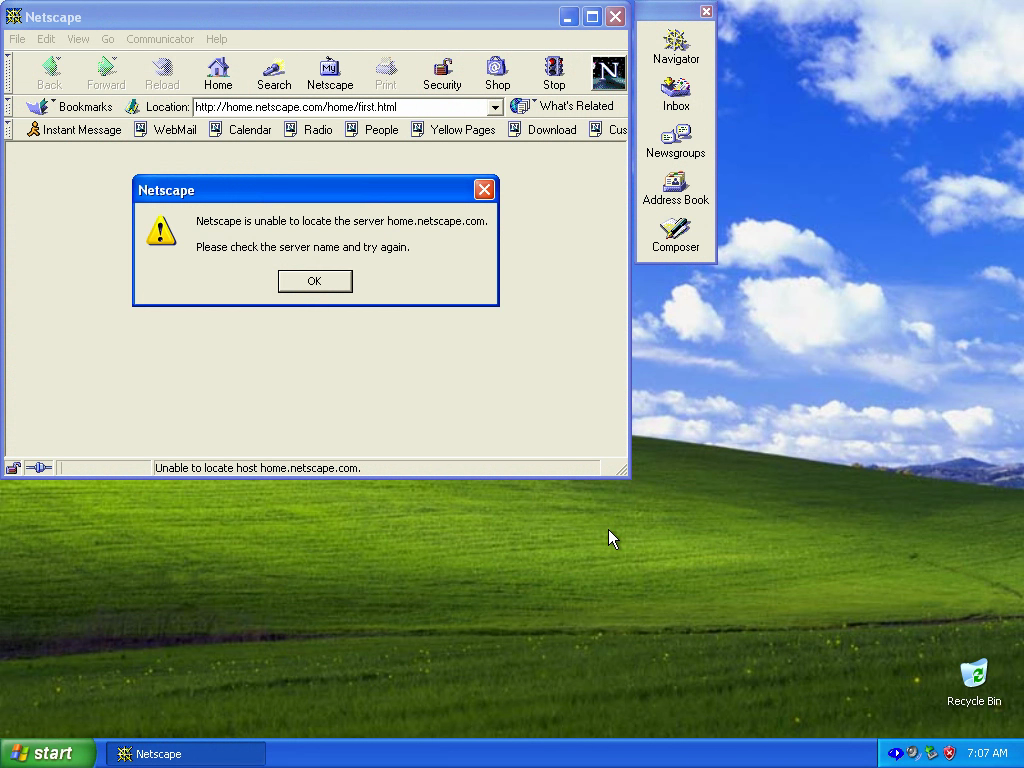 Netscape
File Edit View Go Communicator Help
Back Forward Reload Home Search Netscape Print Security Shop Stop
My
N
Bookmarks Location: http://home.netscape.com/home/first.html What's Related
Instant Message WebMail Calendar Radio People Yellow Pages Download Cus
Netscape
Netscape is unable to locate the server home.netscape.com.
Please check the server name and try again.
OK
Unable to locate host home.netscape.com.
Navigator
Inbox
Newsgroups
Address Book
Composer
Recycle Bin
start Netscape 7:07 AM